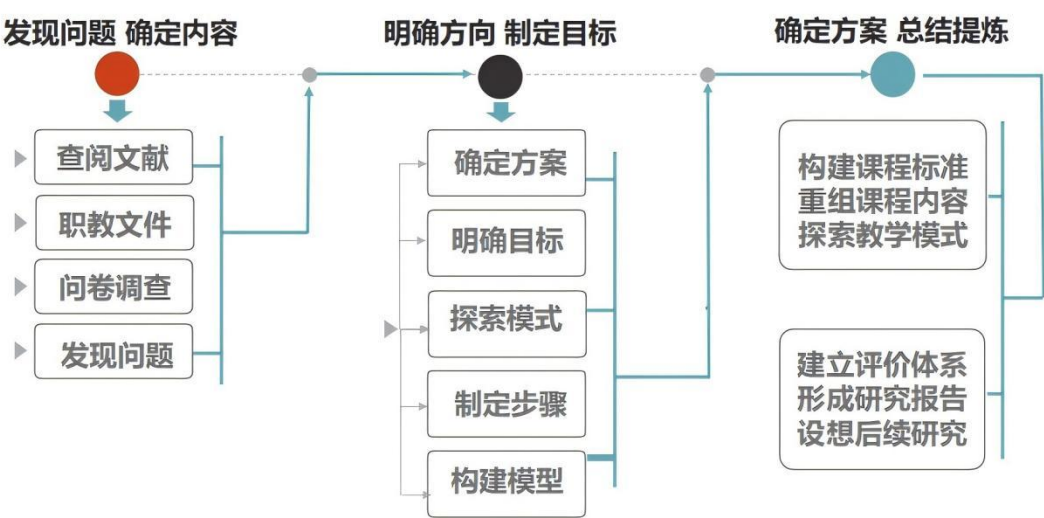 发现问题 确定内容
查阅文献
职教文件
问卷调查
发现问题
明确方向 制定目标
确定方案
明确目标
探索模式
制定步骤
构建模型
确定方案 总结提炼
构建课程标准
重组课程内容
探索教学模式
建立评价体系
形成研究报告
设想后续研究